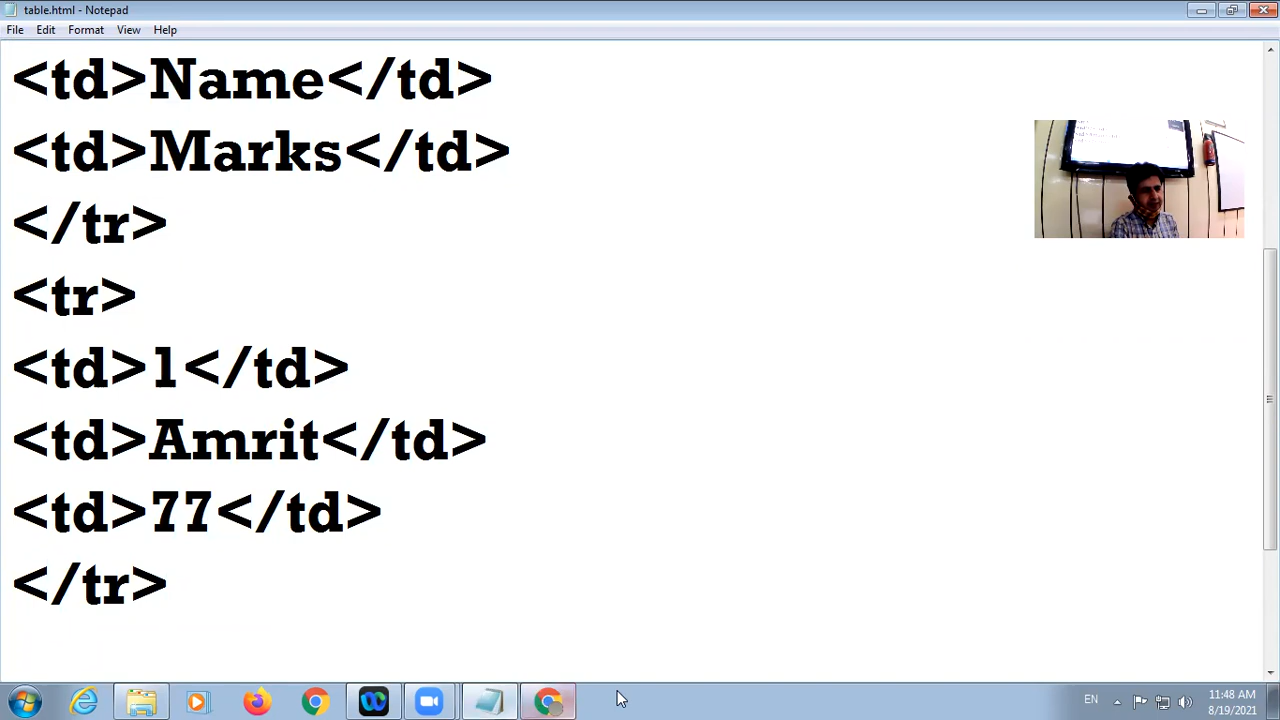 table.html - Notepad
File Edit Format View Help
<td>Name</td>
<td>Marks</td>
</tr>
<tr>
<td>1</td>
<td>Amrit</td>
<td>77</td>
</tr>
EN
11:48 AM
8/19/2021